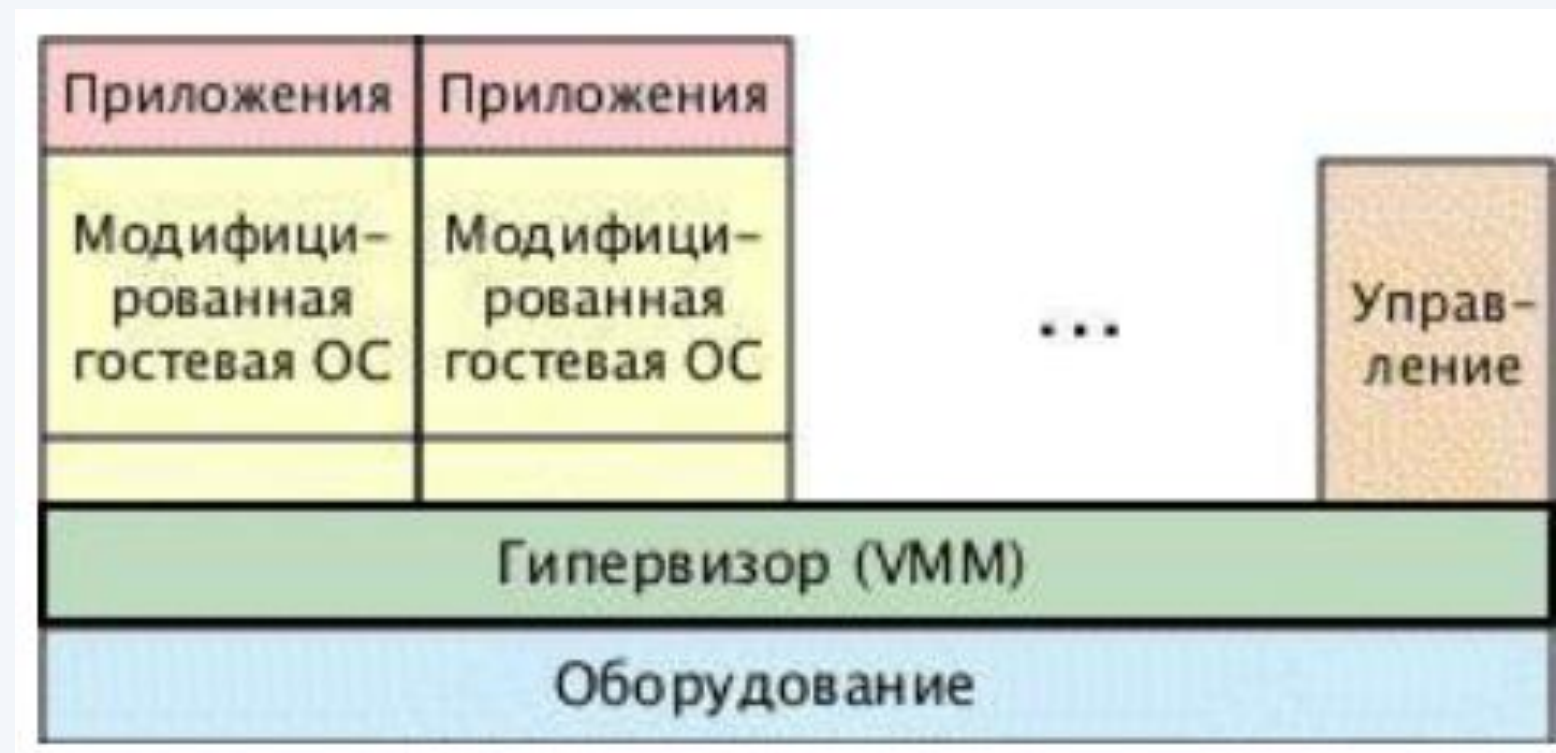 Приложения
Приложения
Модифици-
рованная
гостевая ОС
Модифици-
рованная
гостевая ОС
...
Управ-
ление
Гипервизор (VMM)
Оборудование